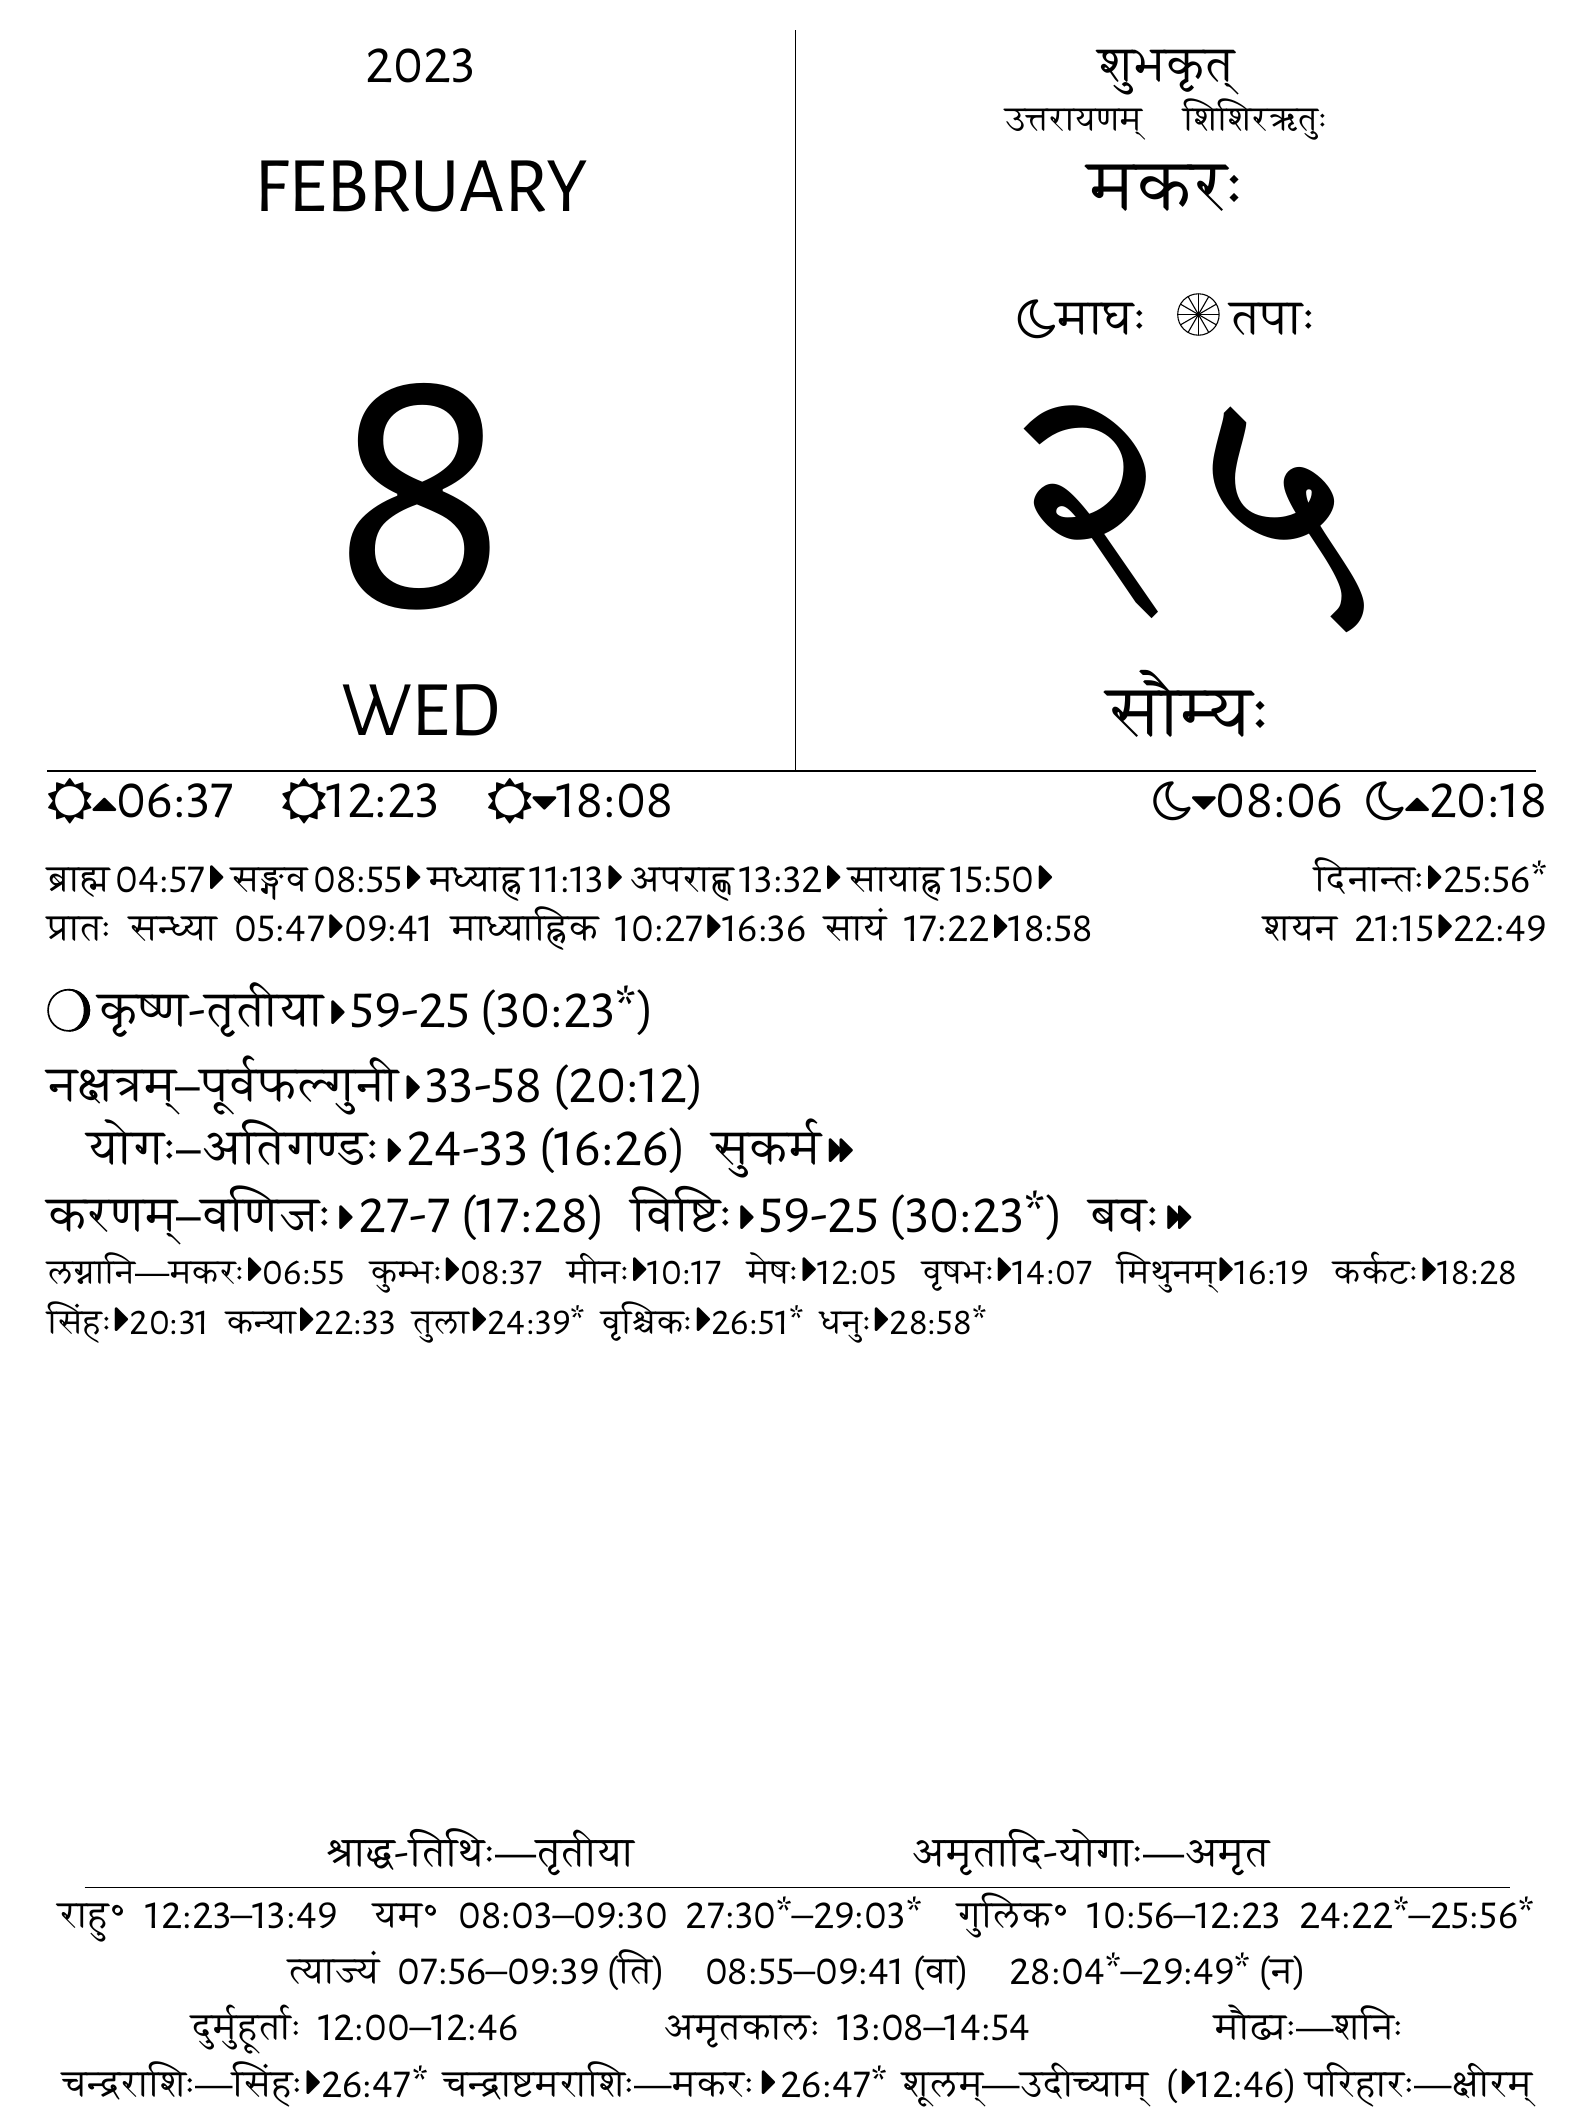 2023
FEBRUARY
8
WED
शुभकृत्
उत्तरायणम् शिशिरऋतुः
मकरः
माघः तपाः
२५
सौम्यः
06:37 12:23 18:08 08:06 20:18
ब्राह्म 04:57 सङ्गव 08:55 मध्याह्न 11:13 अपराह्ण 13:32 सायाह्न 15:50 दिनान्तः 25:56*
प्रातः सन्ध्या 05:47 09:41 माध्याह्निक 10:27 16:36 सायं 17:22 18:58 शयन 21:15 22:49
कृष्ण-तृतीया 59-25 (30:23*)
नक्षत्रम्–पूर्वफल्गुनी 33-58 (20:12)
योगः–अतिगण्डः 24-33 (16:26) सुकर्म
करणम्–वणिजः 27-7 (17:28) विष्टिः 59-25 (30:23*) बवः
लग्नानि—मकरः 06:55 कुम्भः 08:37 मीनः 10:17 मेषः 12:05 वृषभः 14:07 मिथुनम् 16:19 कर्कटः 18:28
सिंहः 20:31 कन्या 22:33 तुला 24:39* वृश्चिकः 26:51* धनुः 28:58*
श्राद्ध-तिथिः—तृतीया अमृतादि-योगाः—अमृत
राहु॰ 12:23–13:49 यम॰ 08:03–09:30 27:30*–29:03* गुलिक॰ 10:56–12:23 24:22*–25:56*
त्याज्यं 07:56–09:39 (ति) 08:55–09:41 (वा) 28:04*–29:49* (न)
दुर्मुहूर्ताः 12:00–12:46 अमृतकालः 13:08–14:54 मौढ्यः—शनिः
चन्द्रराशिः—सिंहः 26:47* चन्द्राष्टमराशिः—मकरः 26:47* शूलम्—उदीच्याम् ( 12:46) परिहारः—क्षीरम्